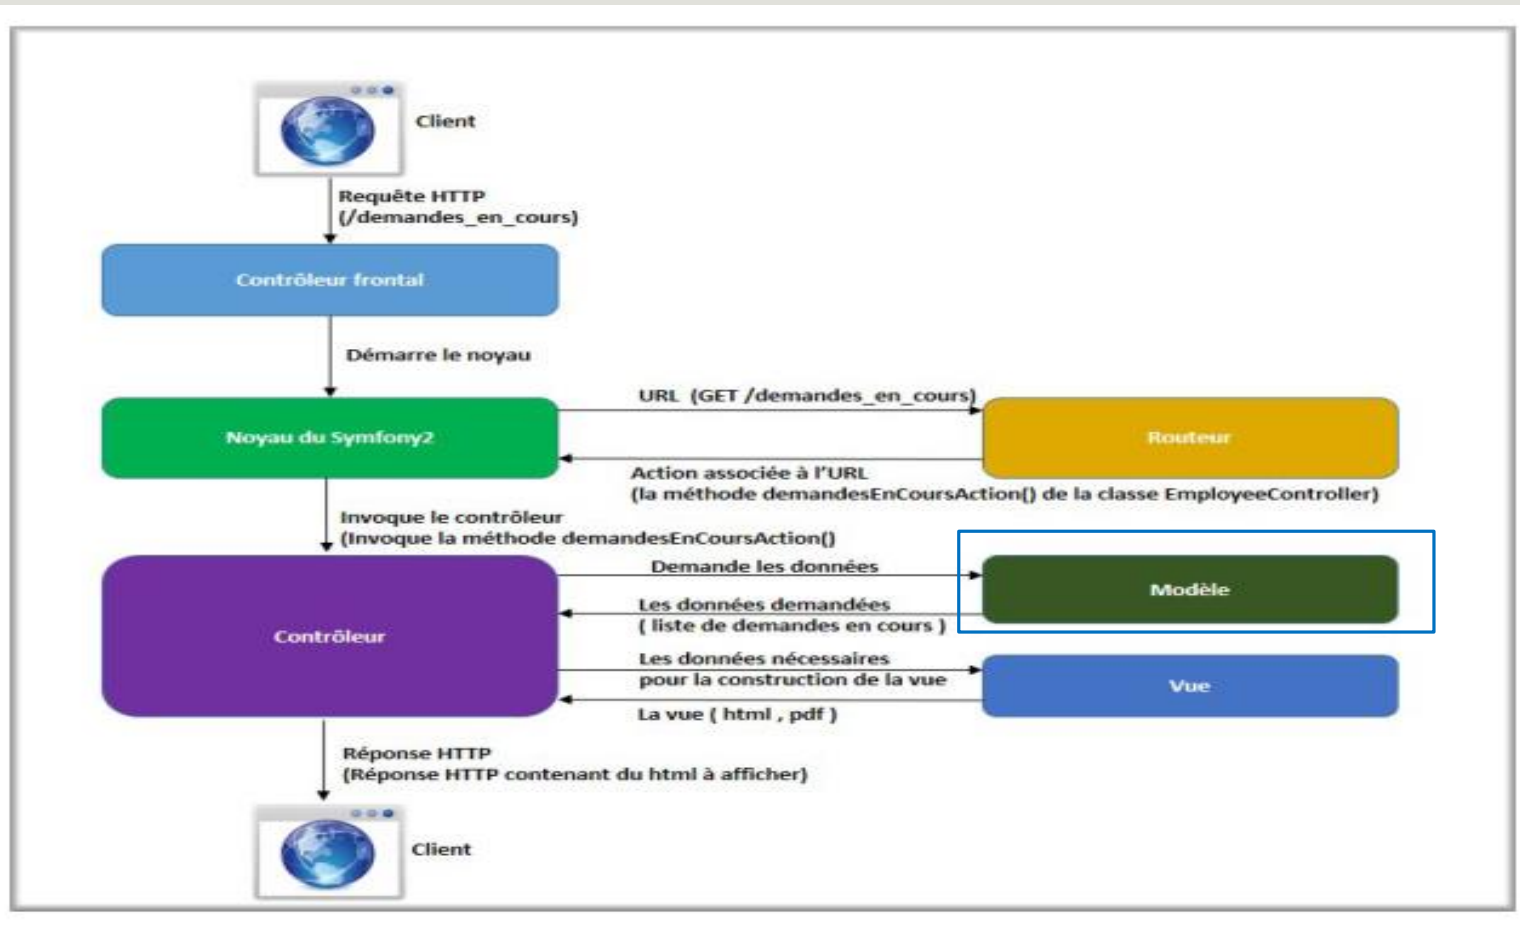 Client
Requête HTTP
(/demandes_en_cours)
Contrôleur frontal
Démarre le noyau
URL (GET /demandes_en_cours)
Noyau du Symfony2
Routeur
Action associée à l'URL
(la méthode demandesEnCoursAction() de la classe EmployeeController)
Invoque le contrôleur
(Invoque la méthode demandesEnCoursAction()
Demande les données
Modèle
Les données demandées
( liste de demandes en cours )
Contrôleur
Les données nécessaires
pour la construction de la vue
Vue
La vue ( html , pdf )
Réponse HTTP
(Réponse HTTP contenant du html à afficher)
Client